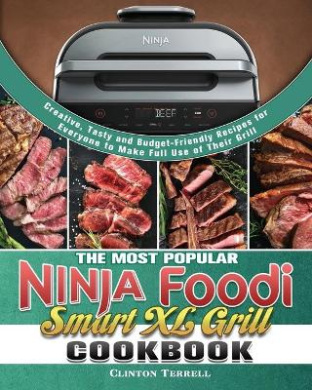 NINJA
BEEF
Creative, Tasty and Budget-Friendly Recipes for
Everyone to Make Full Use of Their Grill
THE MOST POPULAR
NINJA FOODI
Smart XL Grill
COOKBOOK
CLINTON TERRELL